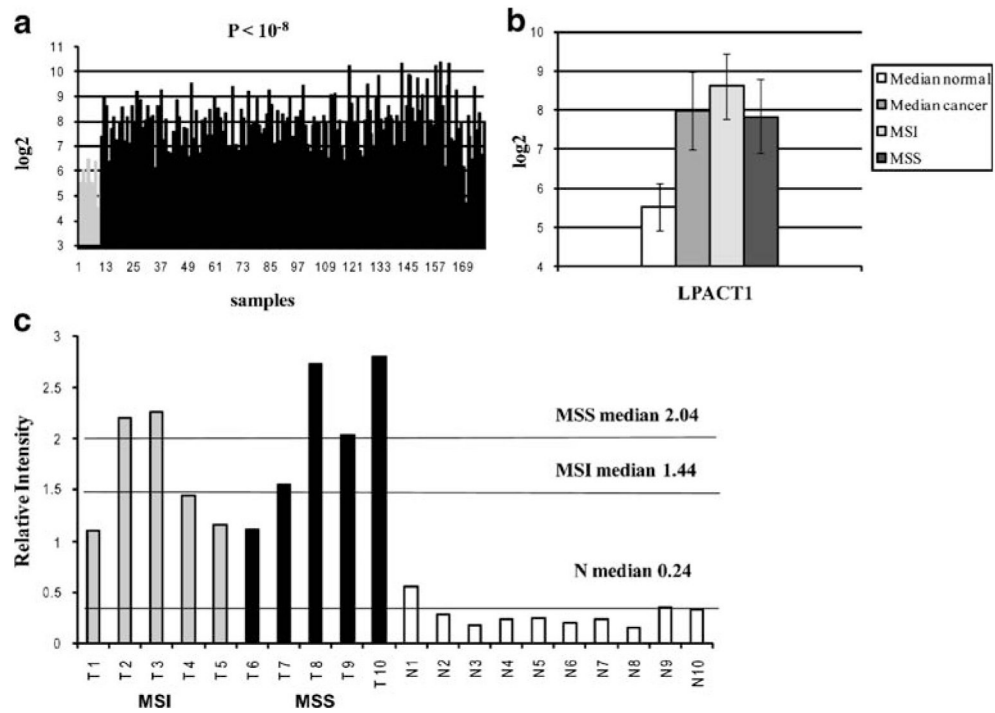 a
P < 10-8
log2
11
10
9
8
7
6
5
4
3
1 13 25 37 49 61 73 85 97 109 121 133 145 157 169
samples
b
log2
10
9
8
7
6
5
4
LPACT1
Median normal
Median cancer
MSI
MSS
c
Relative Intensity
3
2.5
2
1.5
1
0.5
0
MSS median 2.04
MSI median 1.44
N median 0.24
T 1 T 2 T 3 T 4 T 5 T 6 T 7 T 8 T 9 T 10 N1 N2 N3 N4 N5 N6 N7 N8 N9 N10
MSI MSS